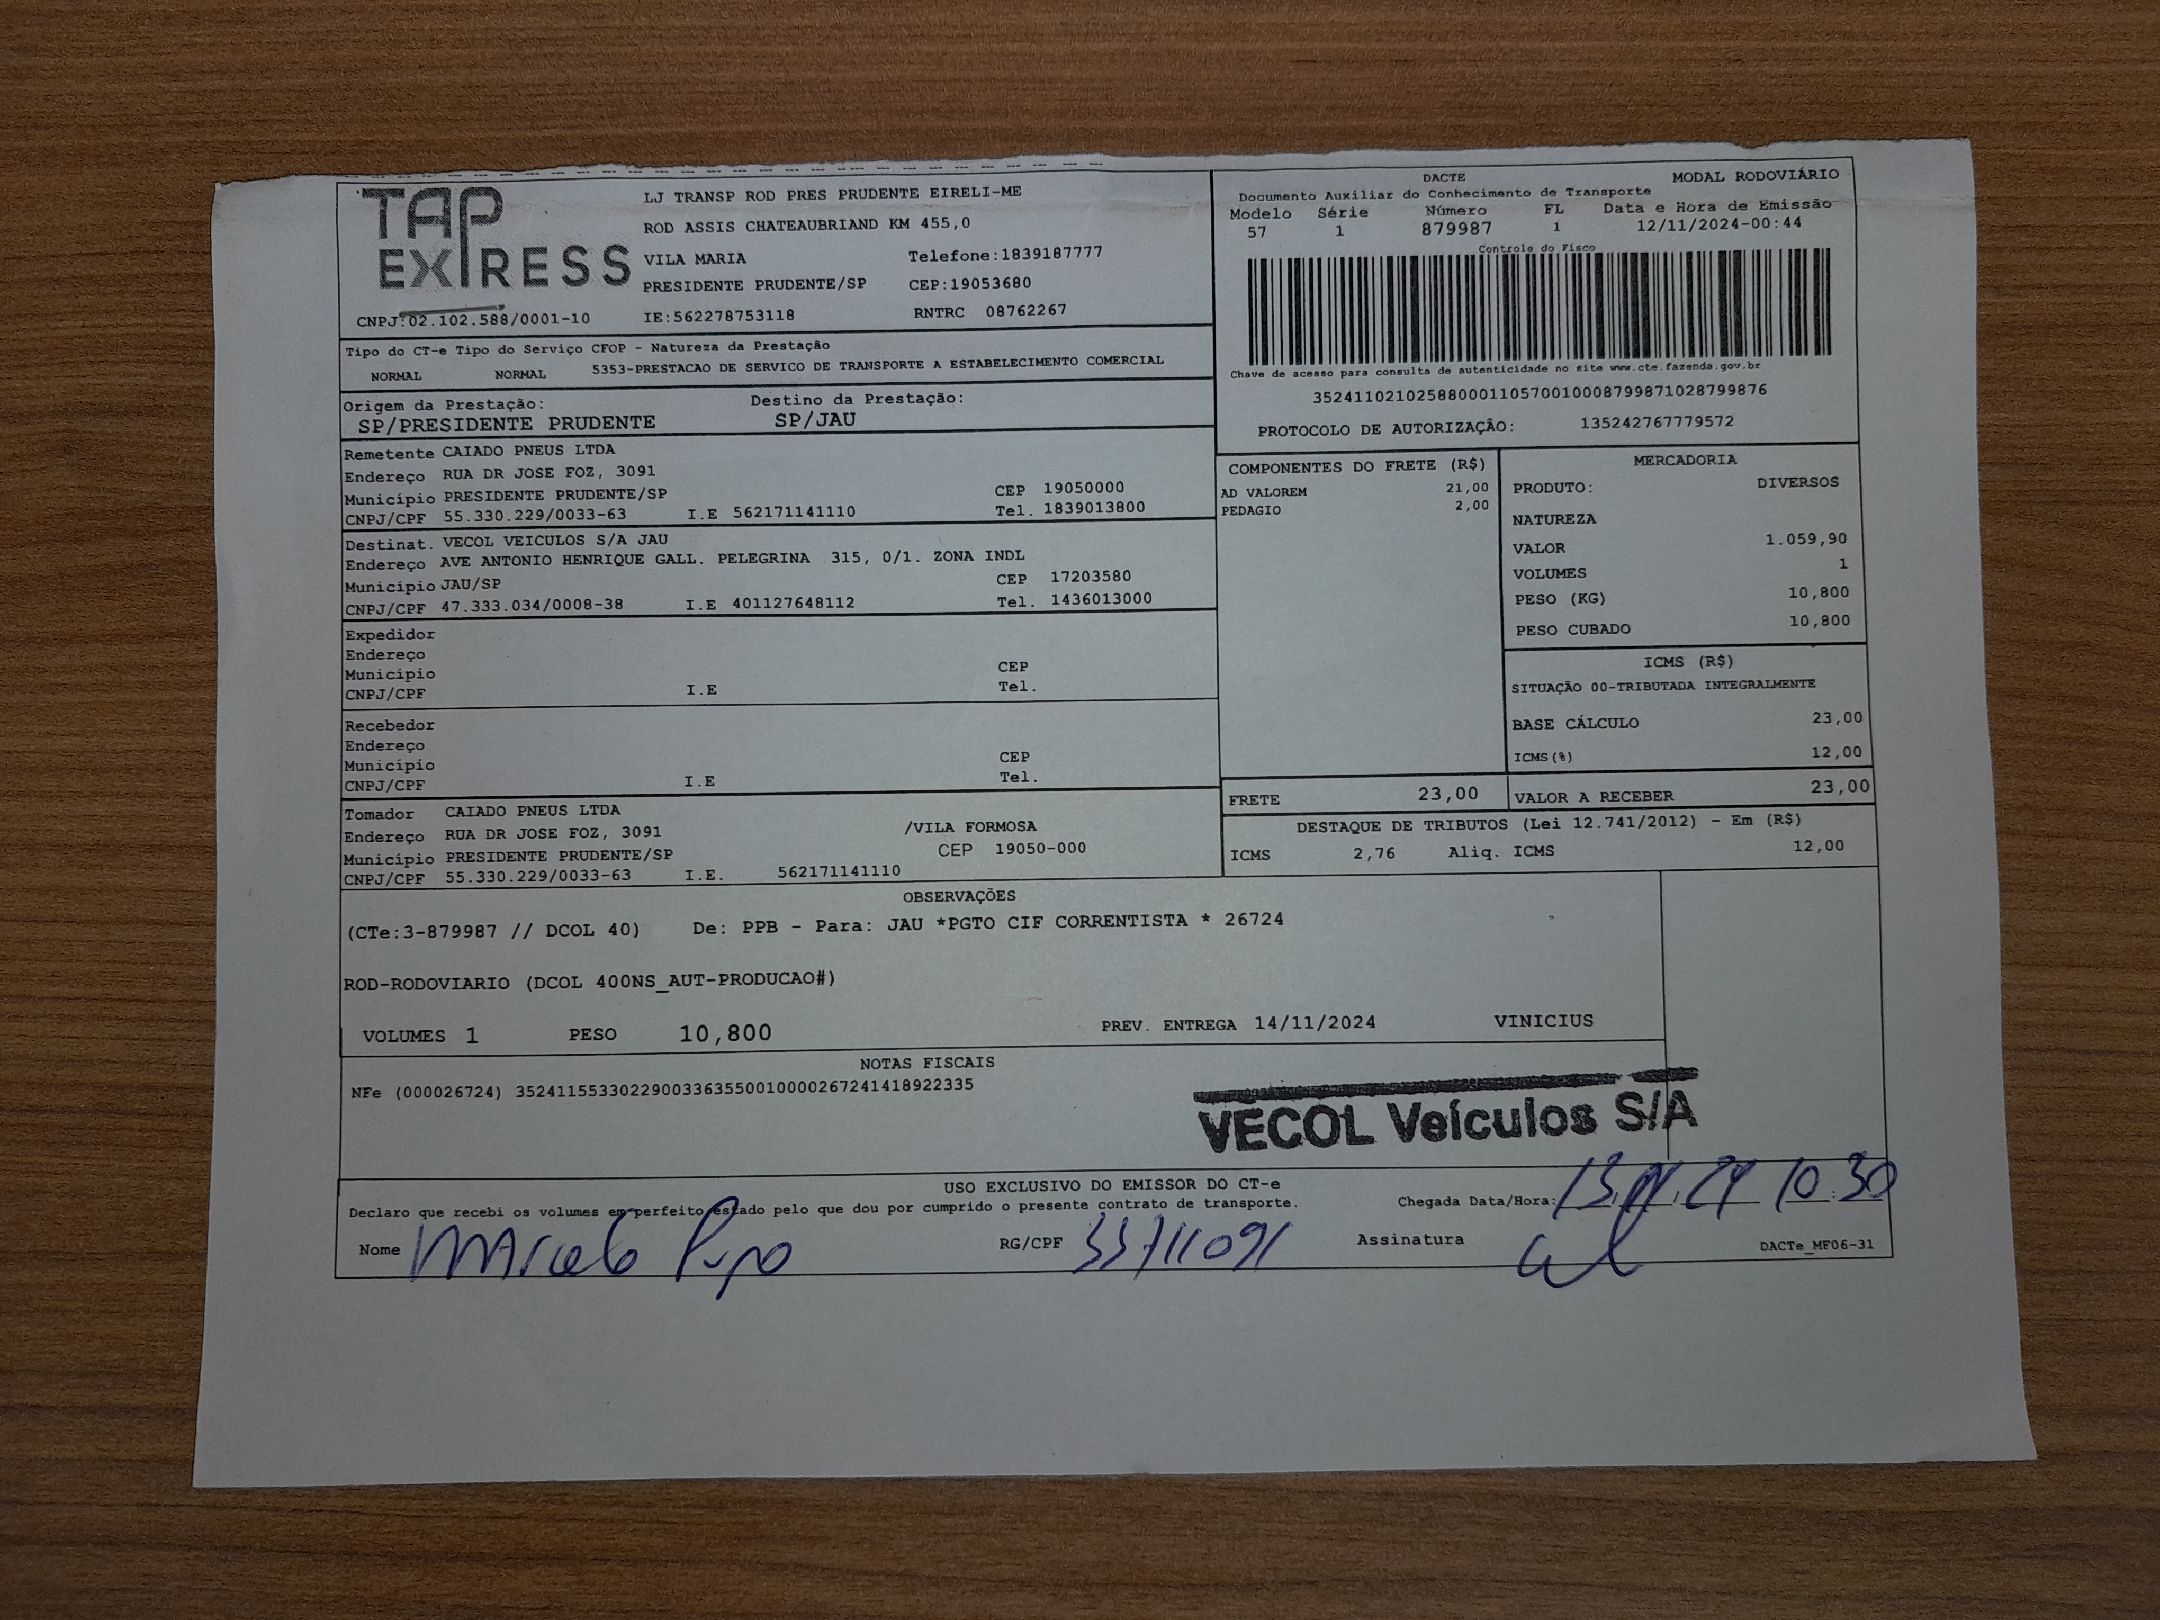 TAP
EXPRESS
LJ TRANSP ROD PRES PRUDENTE EIRELI-ME
ROD ASSIS CHATEAUBRIAND KM 455,0
VILA MARIA Telefone:1839187777
PRESIDENTE PRUDENTE/SP CEP:19053680
CNPJ:02.102.588/0001-10 IE:562278753118 RNTRC 08762267
DACTE MODAL RODOVIÁRIO
Documento Auxiliar do Conhecimento de Transporte
Modelo Série Número FL Data e Hora de Emissão
57 1 879987 1 12/11/2024-00:44
Controle do Fisco
Chave de acesso para consulta de autenticidade no site www.cte.fazenda.gov.br
35241102102588000110570010008799871028799876
PROTOCOLO DE AUTORIZAÇÂO: 135242767779572
Tipo do CT-e Tipo do Serviço CFOP - Natureza da Prestação
NORMAL NORMAL 5353-PRESTACAO DE SERVICO DE TRANSPORTE A ESTABELECIMENTO COMERCIAL
Origem da Prestação: Destino da Prestação:
SP/PRESIDENTE PRUDENTE SP/JAU
Remetente CAIADO PNEUS LTDA
Endereço RUA DR JOSE FOZ, 3091
Município PRESIDENTE PRUDENTE/SP CEP 19050000
CNPJ/CPF 55.330.229/0033-63 I.E 562171141110 Tel. 1839013800
Destinat. VECOL VEICULOS S/A JAU
Endereço AVE ANTONIO HENRIQUE GALL. PELEGRINA 315, 0/1. ZONA INDL
Município JAU/SP CEP 17203580
CNPJ/CPF 47.333.034/0008-38 I.E 401127648112 Tel. 1436013000
Expedidor
Endereço
Município CEP
CNPJ/CPF I.E Tel.
Recebedor
Endereço
Município CEP
CNPJ/CPF I.E Tel.
Tomador CAIADO PNEUS LTDA
Endereço RUA DR JOSE FOZ, 3091 /VILA FORMOSA
Município PRESIDENTE PRUDENTE/SP CEP 19050-000
CNPJ/CPF 55.330.229/0033-63 I.E. 562171141110
COMPONENTES DO FRETE (R$)
AD VALOREM 21,00
PEDAGIO 2,00
MERCADORIA
PRODUTO: DIVERSOS
NATUREZA
VALOR 1.059,90
VOLUMES 1
PESO (KG) 10,800
PESO CUBADO 10,800
ICMS (R$)
SITUAÇÃO 00-TRIBUTADA INTEGRALMENTE
BASE CÁLCULO 23,00
ICMS(%) 12,00
FRETE 23,00 VALOR A RECEBER 23,00
DESTAQUE DE TRIBUTOS (Lei 12.741/2012) - Em (R$)
ICMS 2,76 Aliq. ICMS 12,00
OBSERVAÇÕES
(CTe:3-879987 // DCOL 40) De: PPB - Para: JAU *PGTO CIF CORRENTISTA * 26724
ROD-RODOVIARIO (DCOL 400NS_AUT-PRODUCAO#)
VOLUMES 1 PESO 10,800 PREV. ENTREGA 14/11/2024 VINICIUS
NOTAS FISCAIS
NFe (000026724) 35241155330229003363550010000267241418922335
VECOL Veículos S/A
USO EXCLUSIVO DO EMISSOR DO CT-e
Declaro que recebi os volumes em perfeito estado pelo que dou por cumprido o presente contrato de transporte. Chegada Data/Hora: 13.11.24 10:30
Nome Marcelo Pupo RG/CPF 33711091 Assinatura DACTe_MF06-31